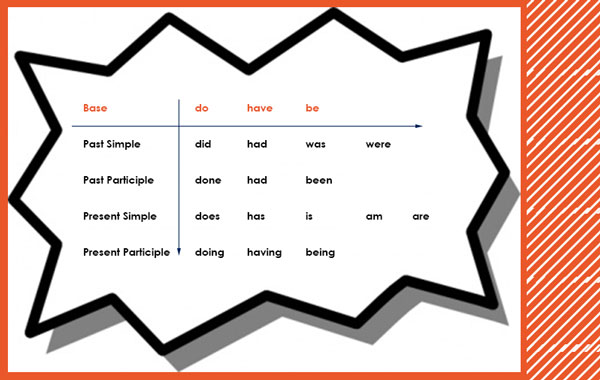 Base do have be
Past Simple did had was were
Past Participle done had been
Present Simple does has is am are
Present Participle doing having being